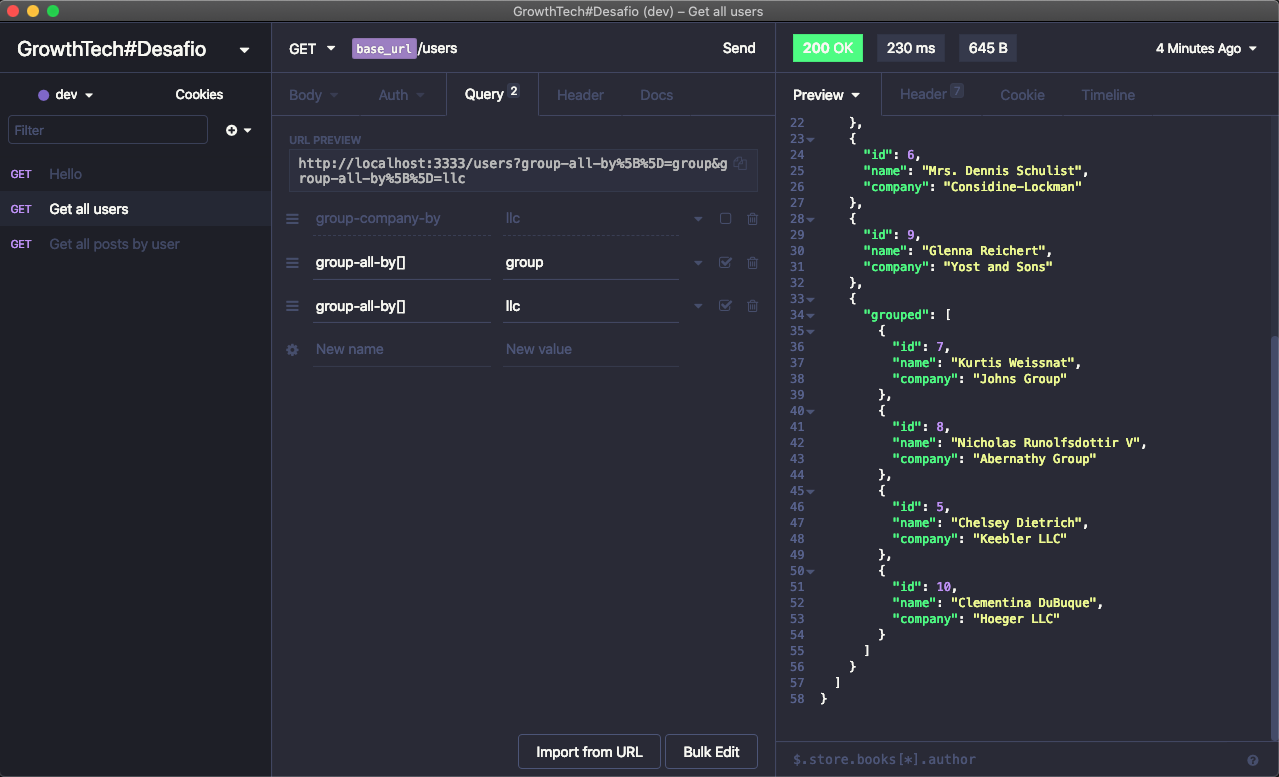 GrowthTech#Desafio (dev) – Get all users
GrowthTech#Desafio
dev
Cookies
Filter
GET Hello
GET Get all users
GET Get all posts by user
GET base_url/users Send
Body Auth Query 2 Header Docs
URL PREVIEW
http://localhost:3333/users?group-all-by%5B%5D=group&g
roup-all-by%5B%5D=llc
group-company-by llc
group-all-by[] group
group-all-by[] llc
New name New value
Import from URL Bulk Edit
200 OK 230 ms 645 B 4 Minutes Ago
Preview Header 7 Cookie Timeline
22 },
23 {
24 "id": 6,
25 "name": "Mrs. Dennis Schulist",
26 "company": "Considine-Lockman"
27 },
28 {
29 "id": 9,
30 "name": "Glenna Reichert",
31 "company": "Yost and Sons"
32 },
33 {
34 "grouped": [
35 {
36 "id": 7,
37 "name": "Kurtis Weissnat",
38 "company": "Johns Group"
39 },
40 {
41 "id": 8,
42 "name": "Nicholas Runolfsdottir V",
43 "company": "Abernathy Group"
44 },
45 {
46 "id": 5,
47 "name": "Chelsey Dietrich",
48 "company": "Keebler LLC"
49 },
50 {
51 "id": 10,
52 "name": "Clementina DuBuque",
53 "company": "Hoeger LLC"
54 }
55 ]
56 }
57 ]
58 }
$.store.books[*].author